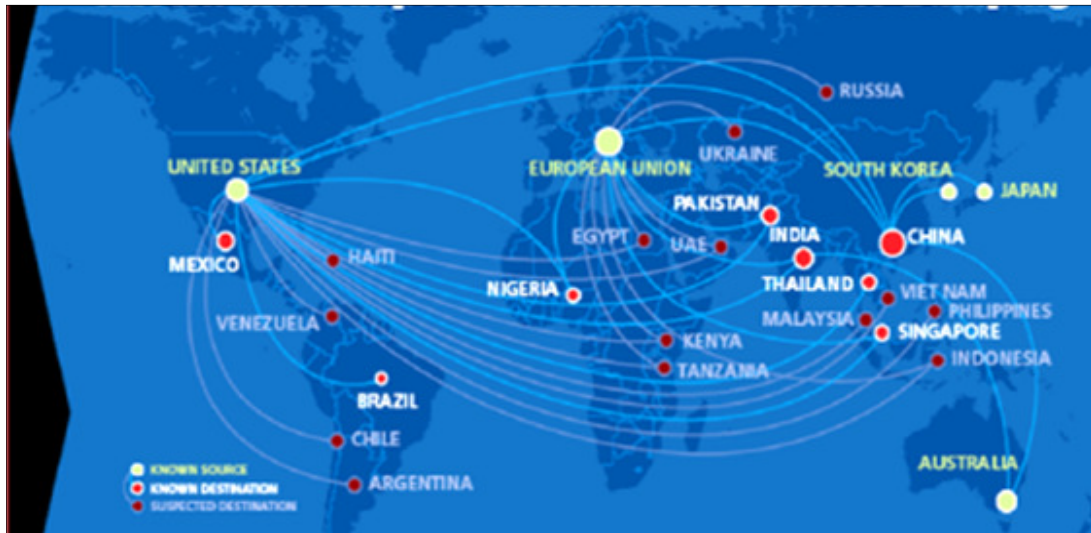 RUSSIA
UNITED STATES
EUROPEAN UNION
UKRAINE
SOUTH KOREA
JAPAN
PAKISTAN
EGYPT
UAE
INDIA
CHINA
MEXICO
HAITI
NIGERIA
THAILAND
VIET NAM
VENEZUELA
MALAYSIA
PHILIPPINES
SINGAPORE
KENYA
TANZANIA
INDONESIA
BRAZIL
CHILE
AUSTRALIA
ARGENTINA
KNOWN SOURCE
KNOWN DESTINATION
SUSPECTED DESTINATION